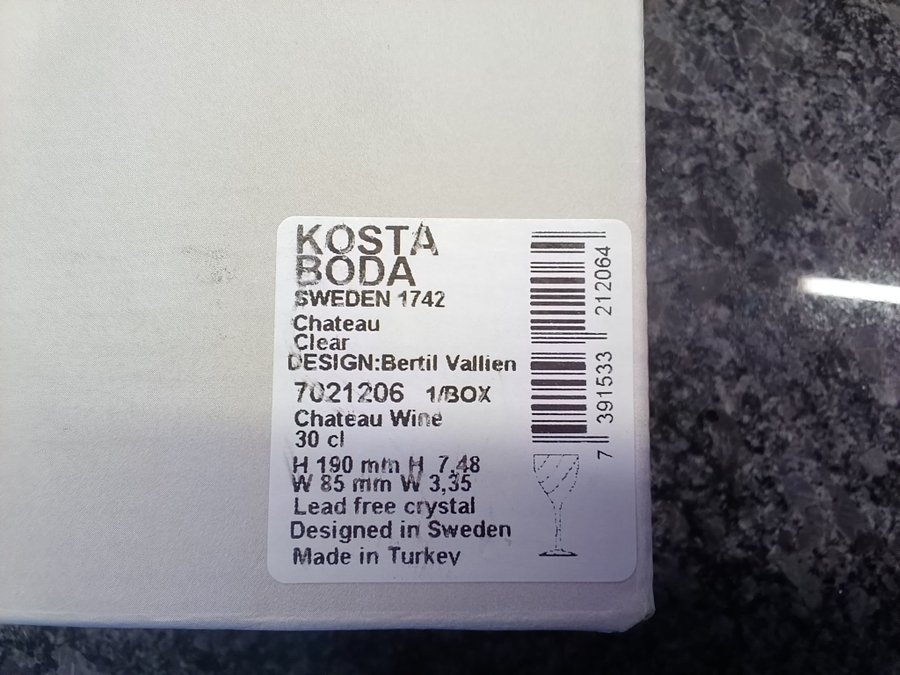 KOSTA
BODA
SWEDEN 1742
Chateau
Clear
DESIGN:Bertil Vallien
7021206 1/BOX
Chateau Wine
30 cl
H 190 mm H 7,48
W 85 mm W 3,35
Lead free crystal
Designed in Sweden
Made in Turkey
7 391533 212064